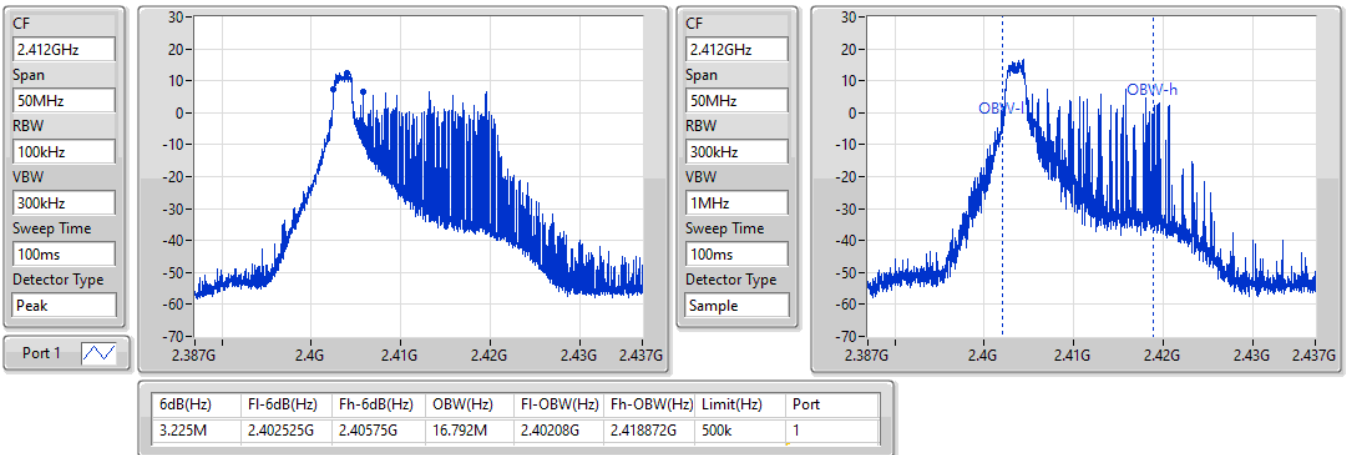 CF
2.412GHz
Span
50MHz
RBW
100kHz
VBW
300kHz
Sweep Time
100ms
Detector Type
Peak
Port 1
30
20
10
0
-10
-20
-30
-40
-50
-60
-70
2.387G 2.4G 2.41G 2.42G 2.43G 2.437G
CF
2.412GHz
Span
50MHz
RBW
300kHz
VBW
1MHz
Sweep Time
100ms
Detector Type
Sample
30
20
10
0
-10
-20
-30
-40
-50
-60
-70
OBW-l
OBW-h
2.387G 2.4G 2.41G 2.42G 2.43G 2.437G
6dB(Hz) Fl-6dB(Hz) Fh-6dB(Hz) OBW(Hz) Fl-OBW(Hz) Fh-OBW(Hz) Limit(Hz) Port
3.225M 2.402525G 2.40575G 16.792M 2.40208G 2.418872G 500k 1